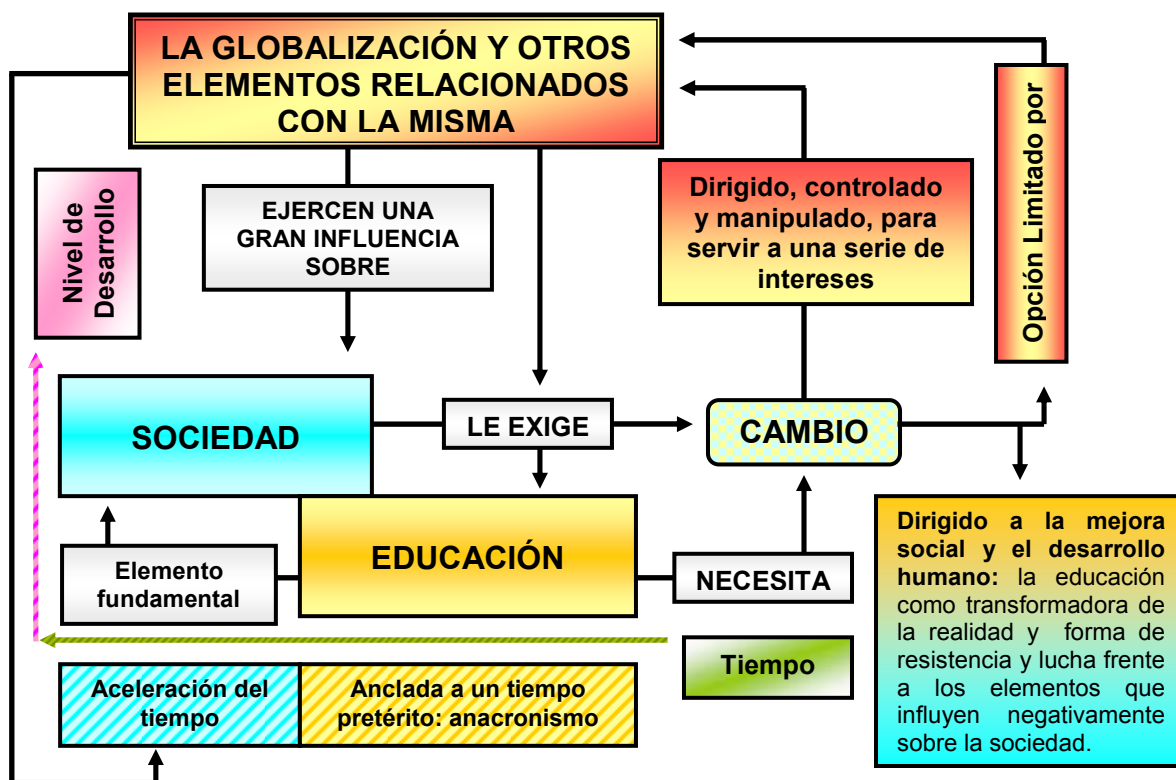 LA GLOBALIZACIÓN Y OTROS
ELEMENTOS RELACIONADOS
CON LA MISMA
Nivel de
Desarrollo
EJERCEN UNA
GRAN INFLUENCIA
SOBRE
Dirigido, controlado
y manipulado, para
servir a una serie de
intereses
Opción Limitado por
SOCIEDAD
LE EXIGE
CAMBIO
Elemento
fundamental
EDUCACIÓN
NECESITA
Dirigido a la mejora
social y el desarrollo
humano: la educación
como transformadora de
la realidad y forma de
resistencia y lucha frente
a los elementos que
influyen negativamente
sobre la sociedad.
Tiempo
Aceleración del
tiempo
Anclada a un tiempo
pretérito: anacronismo